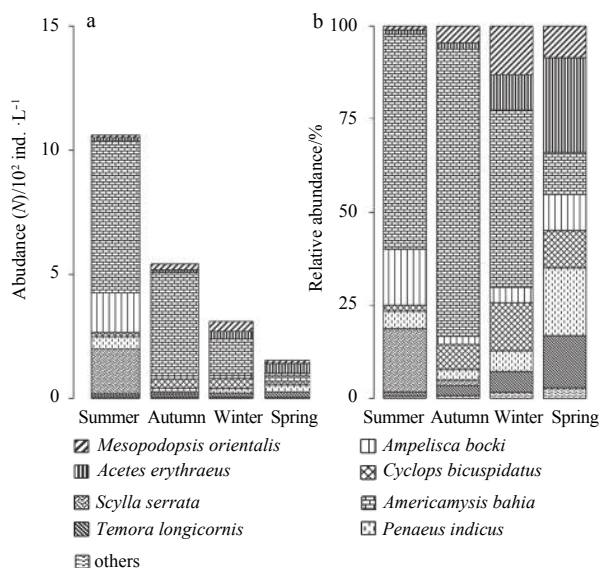 a
b
Abudance (N)/10² ind. ·L⁻¹
15
10
5
0
Summer Autumn Winter Spring
Relative abundance/%
100
75
50
25
0
Summer Autumn Winter Spring
Mesopodopsis orientalis
Acetes erythraeus
Scylla serrata
Temora longicornis
others
Ampelisca bocki
Cyclops bicuspidatus
Americamysis bahia
Penaeus indicus